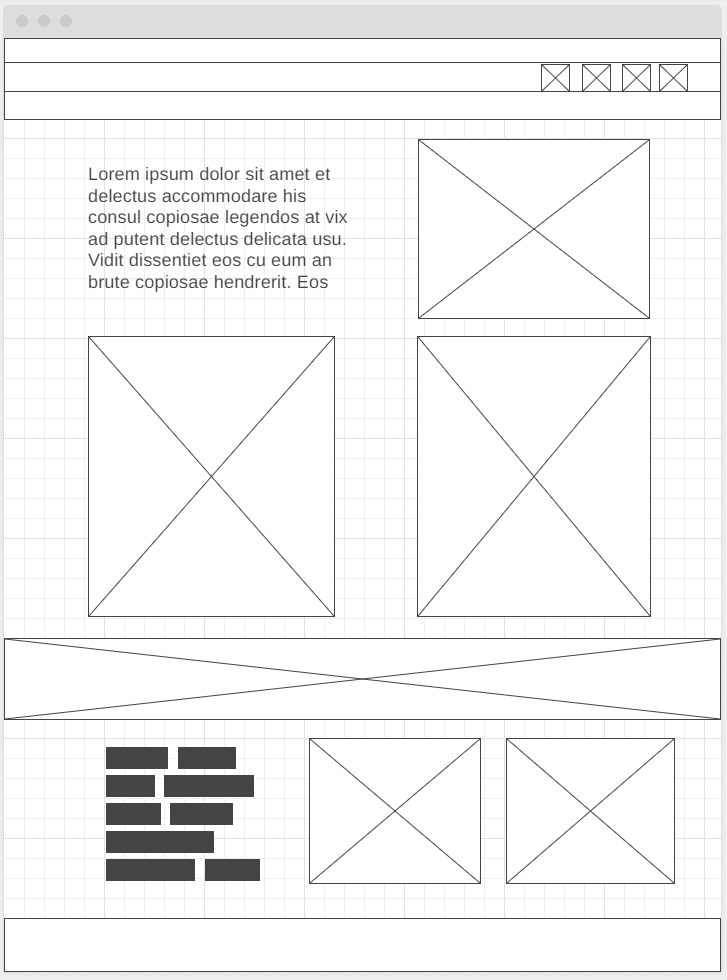 Lorem ipsum dolor sit amet et
delectus accommodare his
consul copiosae legendos at vix
ad putent delectus delicata usu.
Vidit dissentiet eos cu eum an
brute copiosae hendrerit. Eos